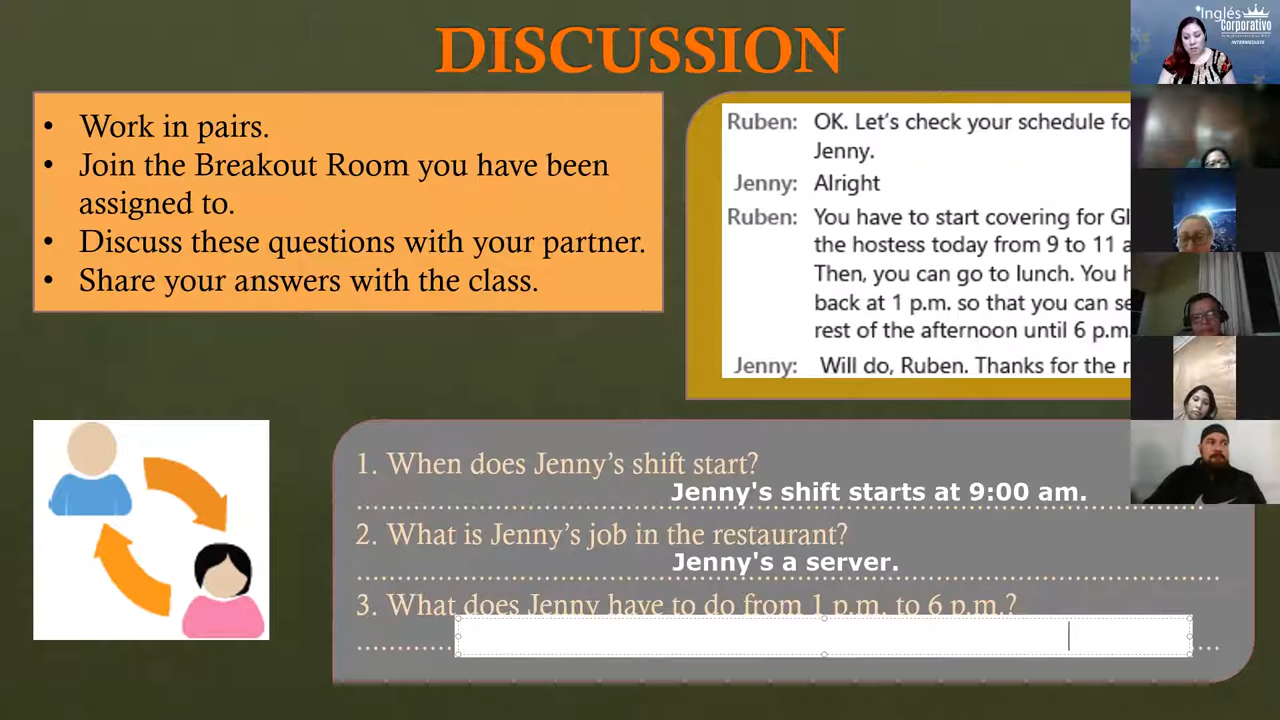 DISCUSSION
• Work in pairs.
• Join the Breakout Room you have been
assigned to.
• Discuss these questions with your partner.
• Share your answers with the class.
Ruben: OK. Let's check your schedule fo
Jenny.
Jenny: Alright
Ruben: You have to start covering for Gl
the hostess today from 9 to 11 a
Then, you can go to lunch. You h
back at 1 p.m. so that you can se
rest of the afternoon until 6 p.m.
Jenny: Will do, Ruben. Thanks for the r
1. When does Jenny's shift start?
Jenny's shift starts at 9:00 am.
2. What is Jenny's job in the restaurant?
Jenny's a server.
3. What does Jenny have to do from 1 p.m. to 6 p.m.?
Inglés
Corporativo
INTERMEDIATE